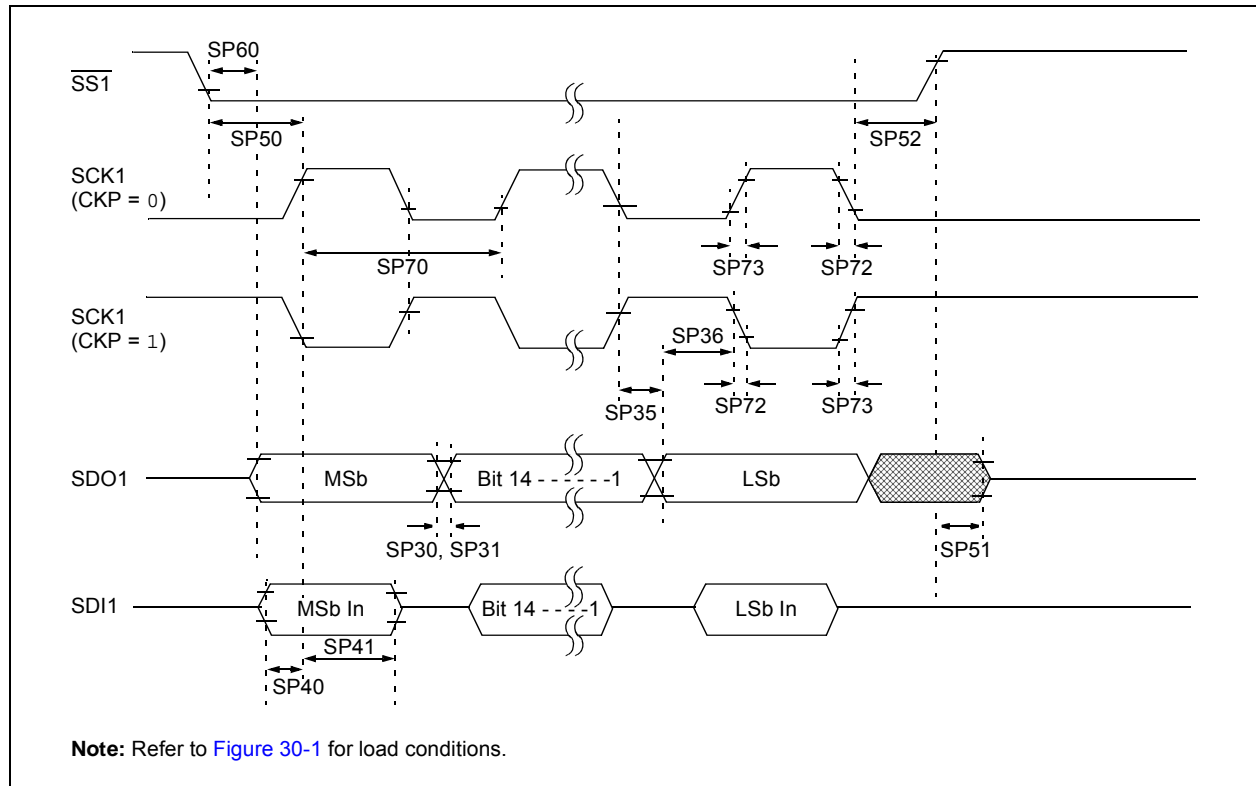 SP60
SS1
SP50
SP52
SCK1
(CKP = 0)
SP70
SP73
SP72
SCK1
(CKP = 1)
SP36
SP35
SP72
SP73
SDO1
MSb
Bit 14 - - - - - -1
LSb
SP30, SP31
SP51
SDI1
MSb In
Bit 14 - - - -1
LSb In
SP41
SP40
Note: Refer to Figure 30-1 for load conditions.